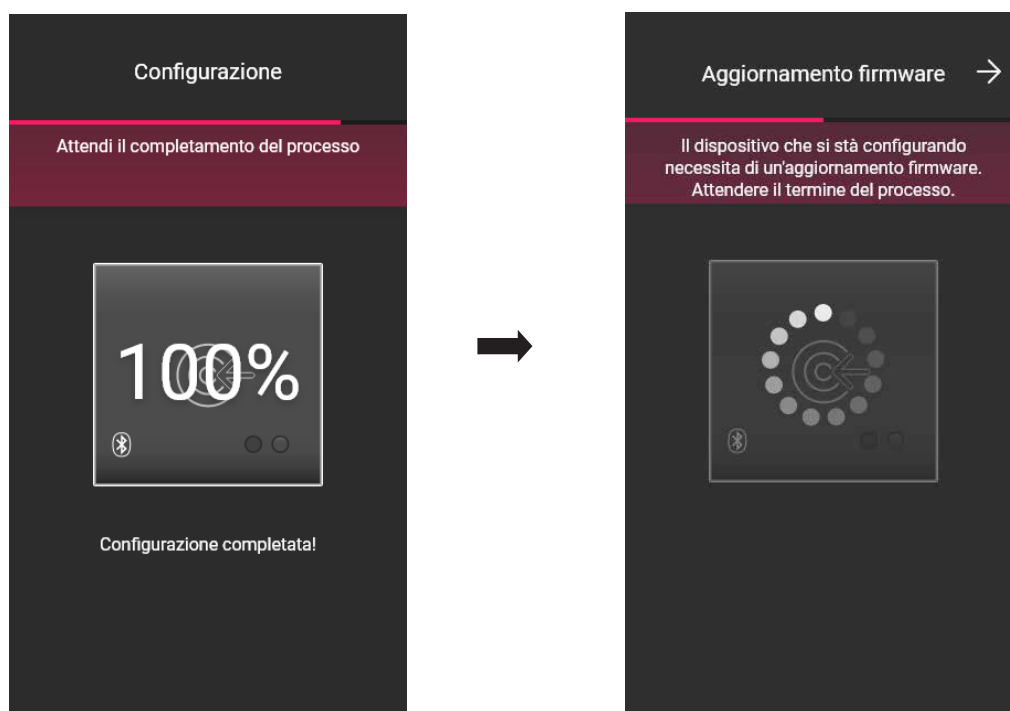 Configurazione
Attendi il completamento del processo
100%
Configurazione completata!
Aggiornamento firmware
Il dispositivo che si stà configurando
necessita di un'aggiornamento firmware.
Attendere il termine del processo.